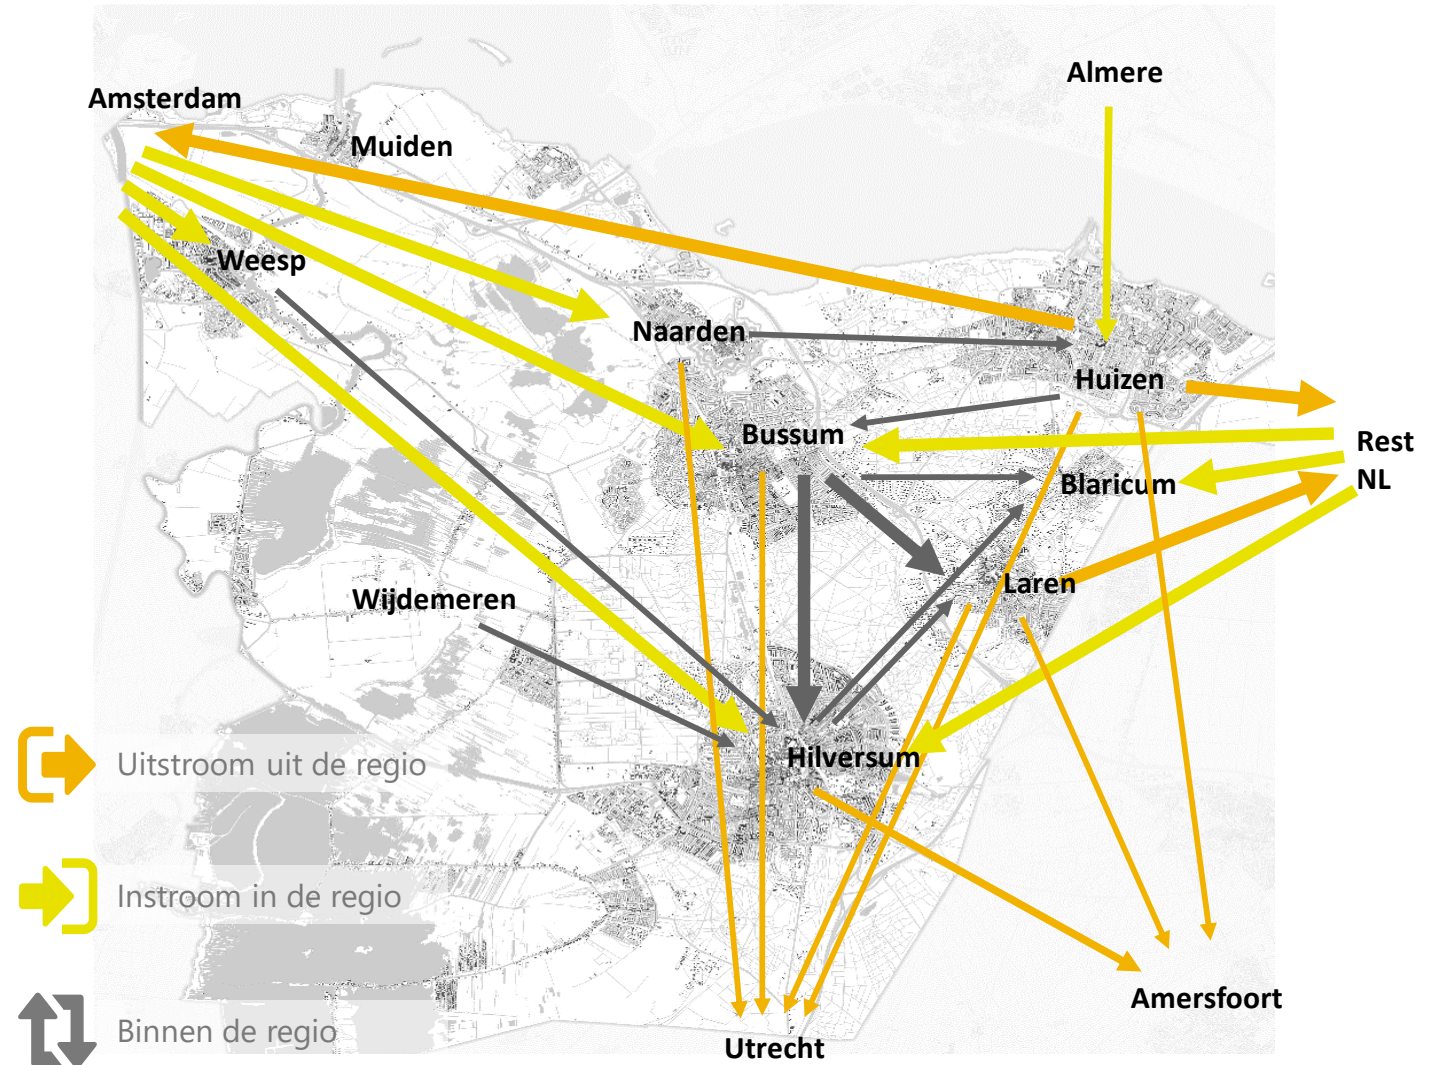 Almere
Amsterdam
Muiden
Weesp
Naarden
Huizen
Bussum
Rest
NL
Blaricum
Laren
Wijdemeren
Hilversum
Uitstroom uit de regio
Instroom in de regio
Amersfoort
Binnen de regio
Utrecht